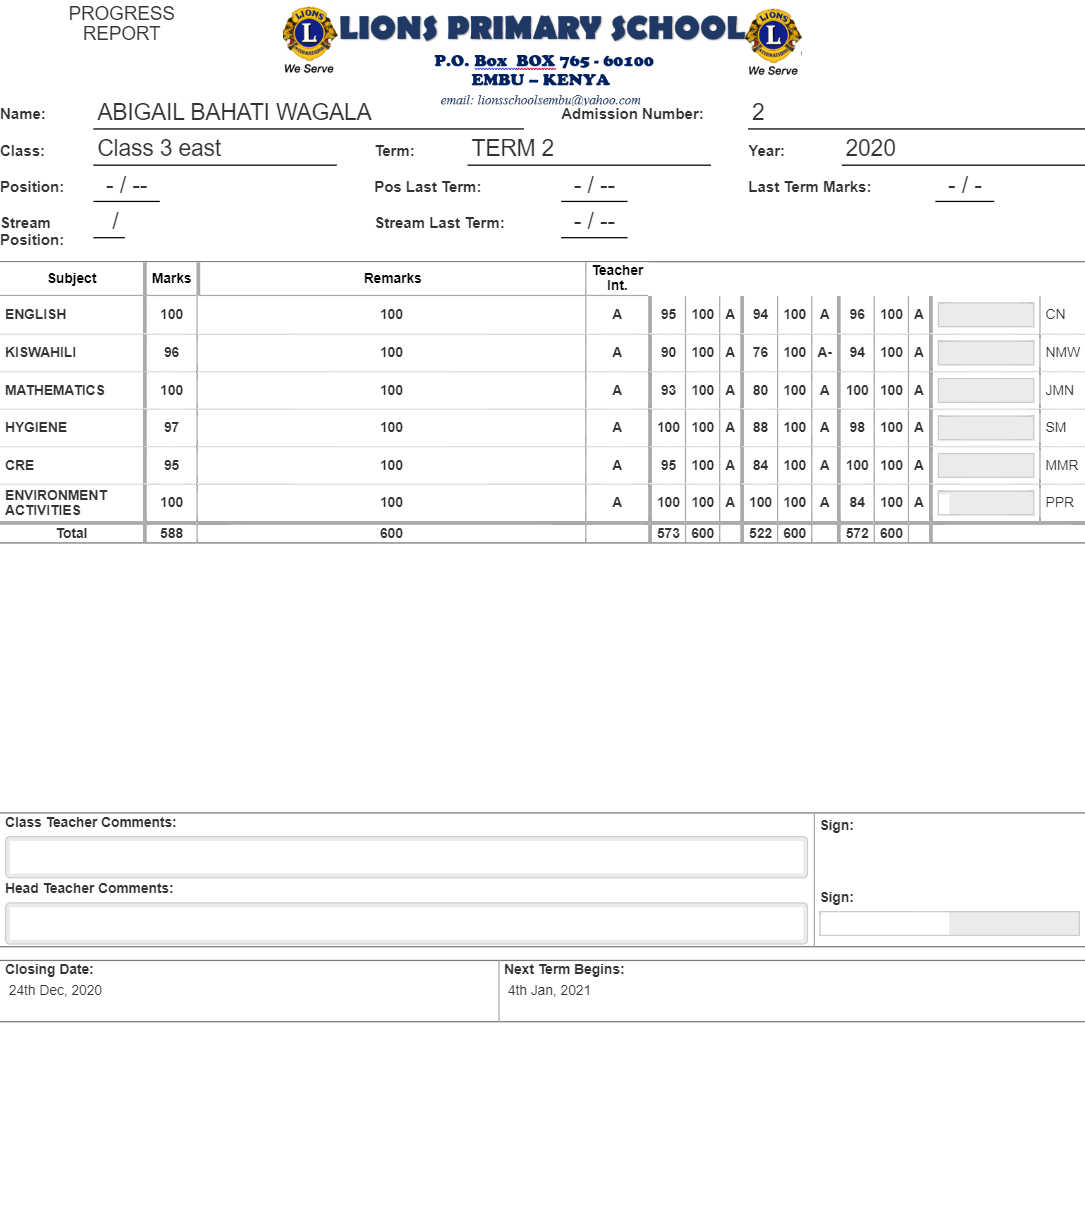 PROGRESS
REPORT
LIONS
L
INTERNATIONAL
We Serve
LIONS PRIMARY SCHOOL
P.O. Box BOX 765 - 60100
EMBU – KENYA
email: lionsschoolsembu@yahoo.com
LIONS
L
INTERNATIONAL
We Serve
Name: ABIGAIL BAHATI WAGALA Admission Number: 2
Class: Class 3 east Term: TERM 2 Year: 2020
Position: - / -- Pos Last Term: - / -- Last Term Marks: - / -
Stream Position: / Stream Last Term: - / --
Subject Marks Remarks Teacher Int.
ENGLISH 100 100 A 95 100 A 94 100 A 96 100 A CN
KISWAHILI 96 100 A 90 100 A 76 100 A- 94 100 A NMW
MATHEMATICS 100 100 A 93 100 A 80 100 A 100 100 A JMN
HYGIENE 97 100 A 100 100 A 88 100 A 98 100 A SM
CRE 95 100 A 95 100 A 84 100 A 100 100 A MMR
ENVIRONMENT ACTIVITIES 100 100 A 100 100 A 100 100 A 84 100 A PPR
Total 588 600 573 600 522 600 572 600
Class Teacher Comments: Sign:
Head Teacher Comments: Sign:
Closing Date: Next Term Begins:
24th Dec, 2020 4th Jan, 2021